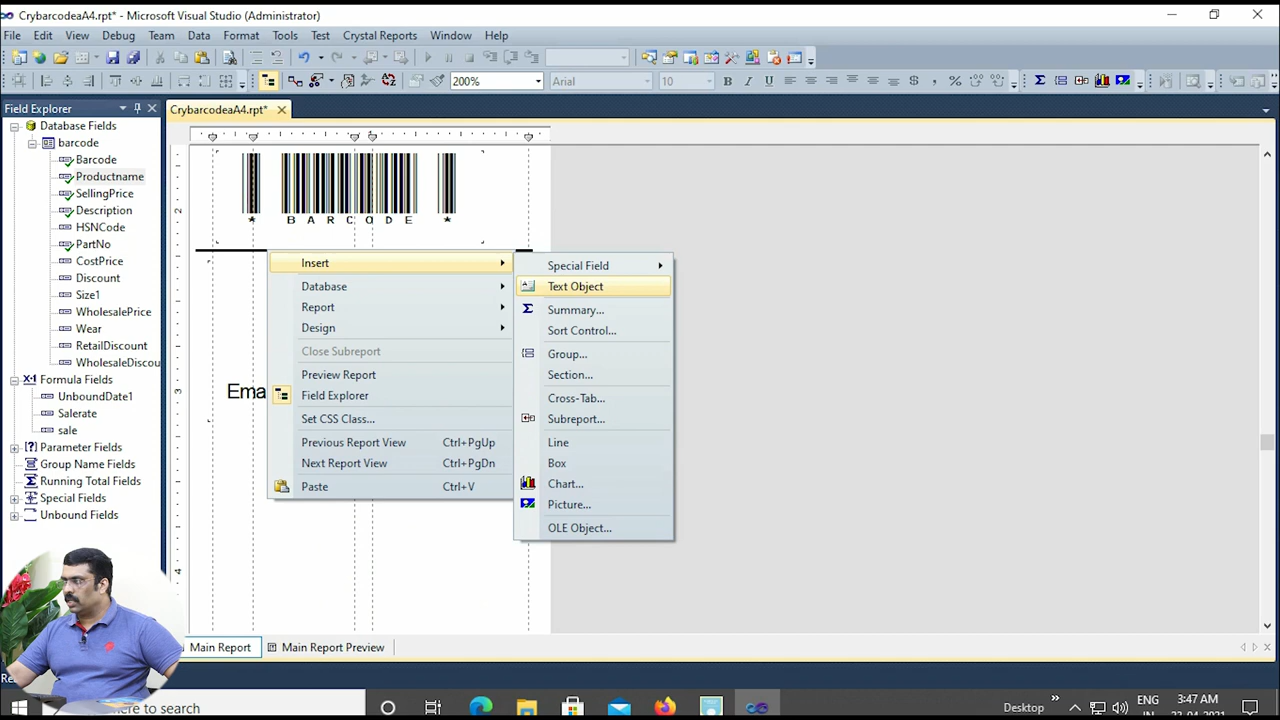 CrybarcodeaA4.rpt* - Microsoft Visual Studio (Administrator)
File Edit View Debug Team Data Format Tools Test Crystal Reports Window Help
200% Arial 10 B I U $ %
Field Explorer
CrybarcodeaA4.rpt*
Database Fields
barcode
Barcode
Productname
SellingPrice
Description
HSNCode
PartNo
CostPrice
Discount
Size1
WholesalePrice
Wear
RetailDiscount
WholesaleDiscou
Formula Fields
UnboundDate1
Salerate
sale
Parameter Fields
Group Name Fields
Running Total Fields
Special Fields
Unbound Fields
2
* BARCODE *
3
Ema
4
Insert
Database
Report
Design
Close Subreport
Preview Report
Field Explorer
Set CSS Class...
Previous Report View Ctrl+PgUp
Next Report View Ctrl+PgDn
Paste Ctrl+V
Special Field
Text Object
Summary...
Sort Control...
Group...
Section...
Cross-Tab...
Subreport...
Line
Box
Chart...
Picture...
OLE Object...
Main Report Main Report Preview
Re
here to search
Desktop
ENG
IN
3:47 AM